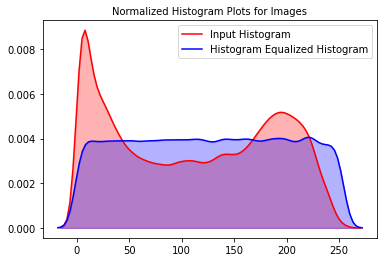 Normalized Histogram Plots for Images
Input Histogram
Histogram Equalized Histogram
0.008
0.006
0.004
0.002
0.000
0 50 100 150 200 250